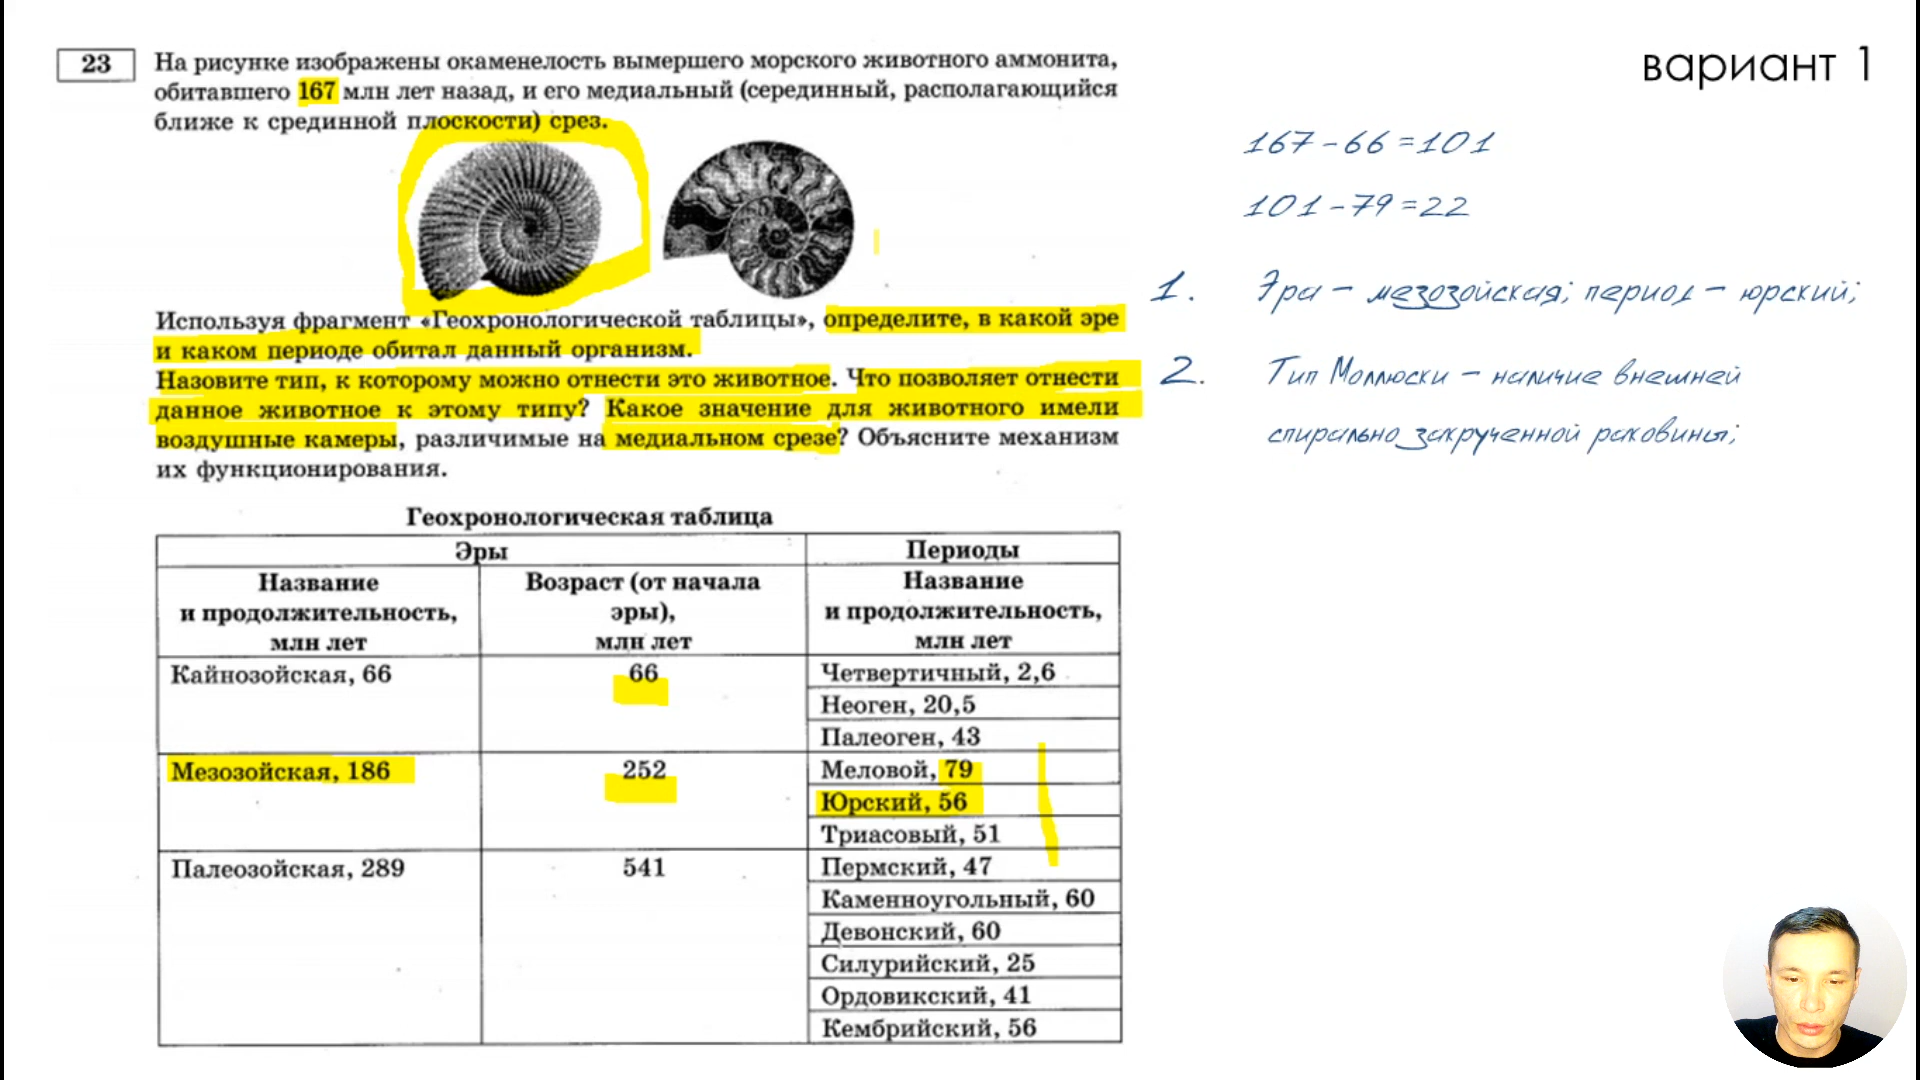 23
На рисунке изображены окаменелость вымершего морского животного аммонита,
обитавшего 167 млн лет назад, и его медиальный (серединный, располагающийся
ближе к срединной плоскости) срез.
Используя фрагмент «Геохронологической таблицы», определите, в какой эре
и каком периоде обитал данный организм.
Назовите тип, к которому можно отнести это животное. Что позволяет отнести
данное животное к этому типу? Какое значение для животного имели
воздушные камеры, различимые на медиальном срезе? Объясните механизм
их функционирования.
Геохронологическая таблица
Эры
Периоды
Название
и продолжительность,
млн лет
Возраст (от начала
эры),
млн лет
Название
и продолжительность,
млн лет
Кайнозойская, 66
66
Четвертичный, 2,6
Неоген, 20,5
Палеоген, 43
Мезозойская, 186
252
Меловой, 79
Юрский, 56
Триасовый, 51
Палеозойская, 289
541
Пермский, 47
Каменноугольный, 60
Девонский, 60
Силурийский, 25
Ордовикский, 41
Кембрийский, 56
вариант 1
167-66=101
101-79=22
1. Эра – мезозойская; период – юрский;
2. Тип Моллюски – наличие внешней
спирально закрученной раковины;